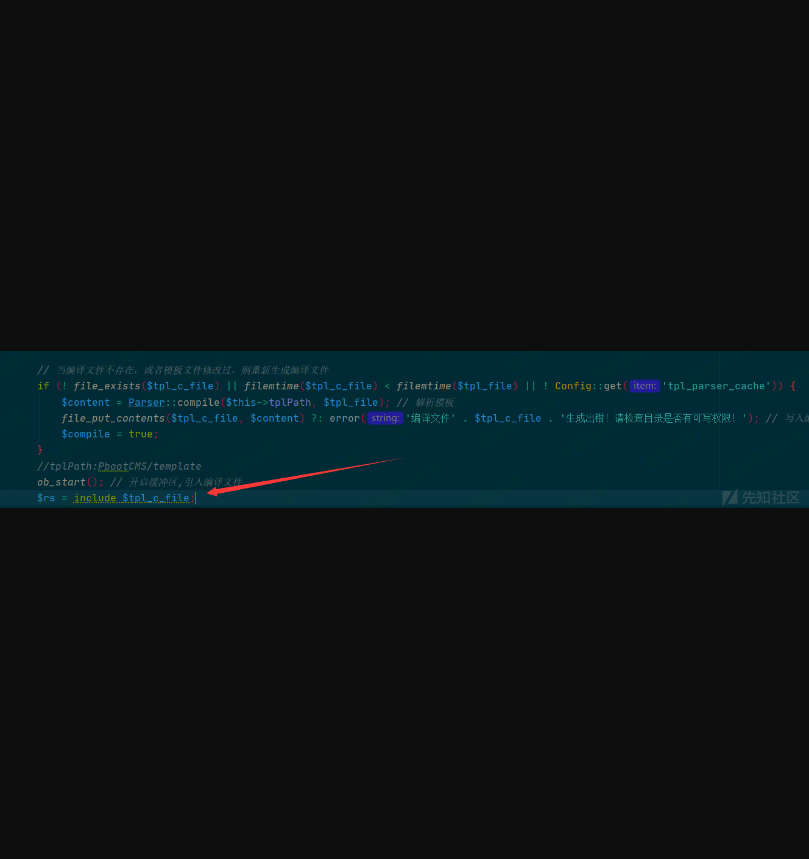 // 当编译文件不存在，或者模板文件修改过，则重新生成编译文件
if (! file_exists($tpl_c_file) || filemtime($tpl_c_file) < filemtime($tpl_file) || ! Config::get( item: 'tpl_parser_cache')) {
$content = Parser::compile($this->tplPath, $tpl_file); // 解析模板
file_put_contents($tpl_c_file, $content) ?: error( string: '编译文件' . $tpl_c_file . '生成出错！请检查目录是否有可写权限！'); // 写入
$compile = true;
}
//tplPath:PbootCMS/template
ob_start(); // 开启缓冲区,引入编译文件
$rs = include $tpl_c_file;
先知社区